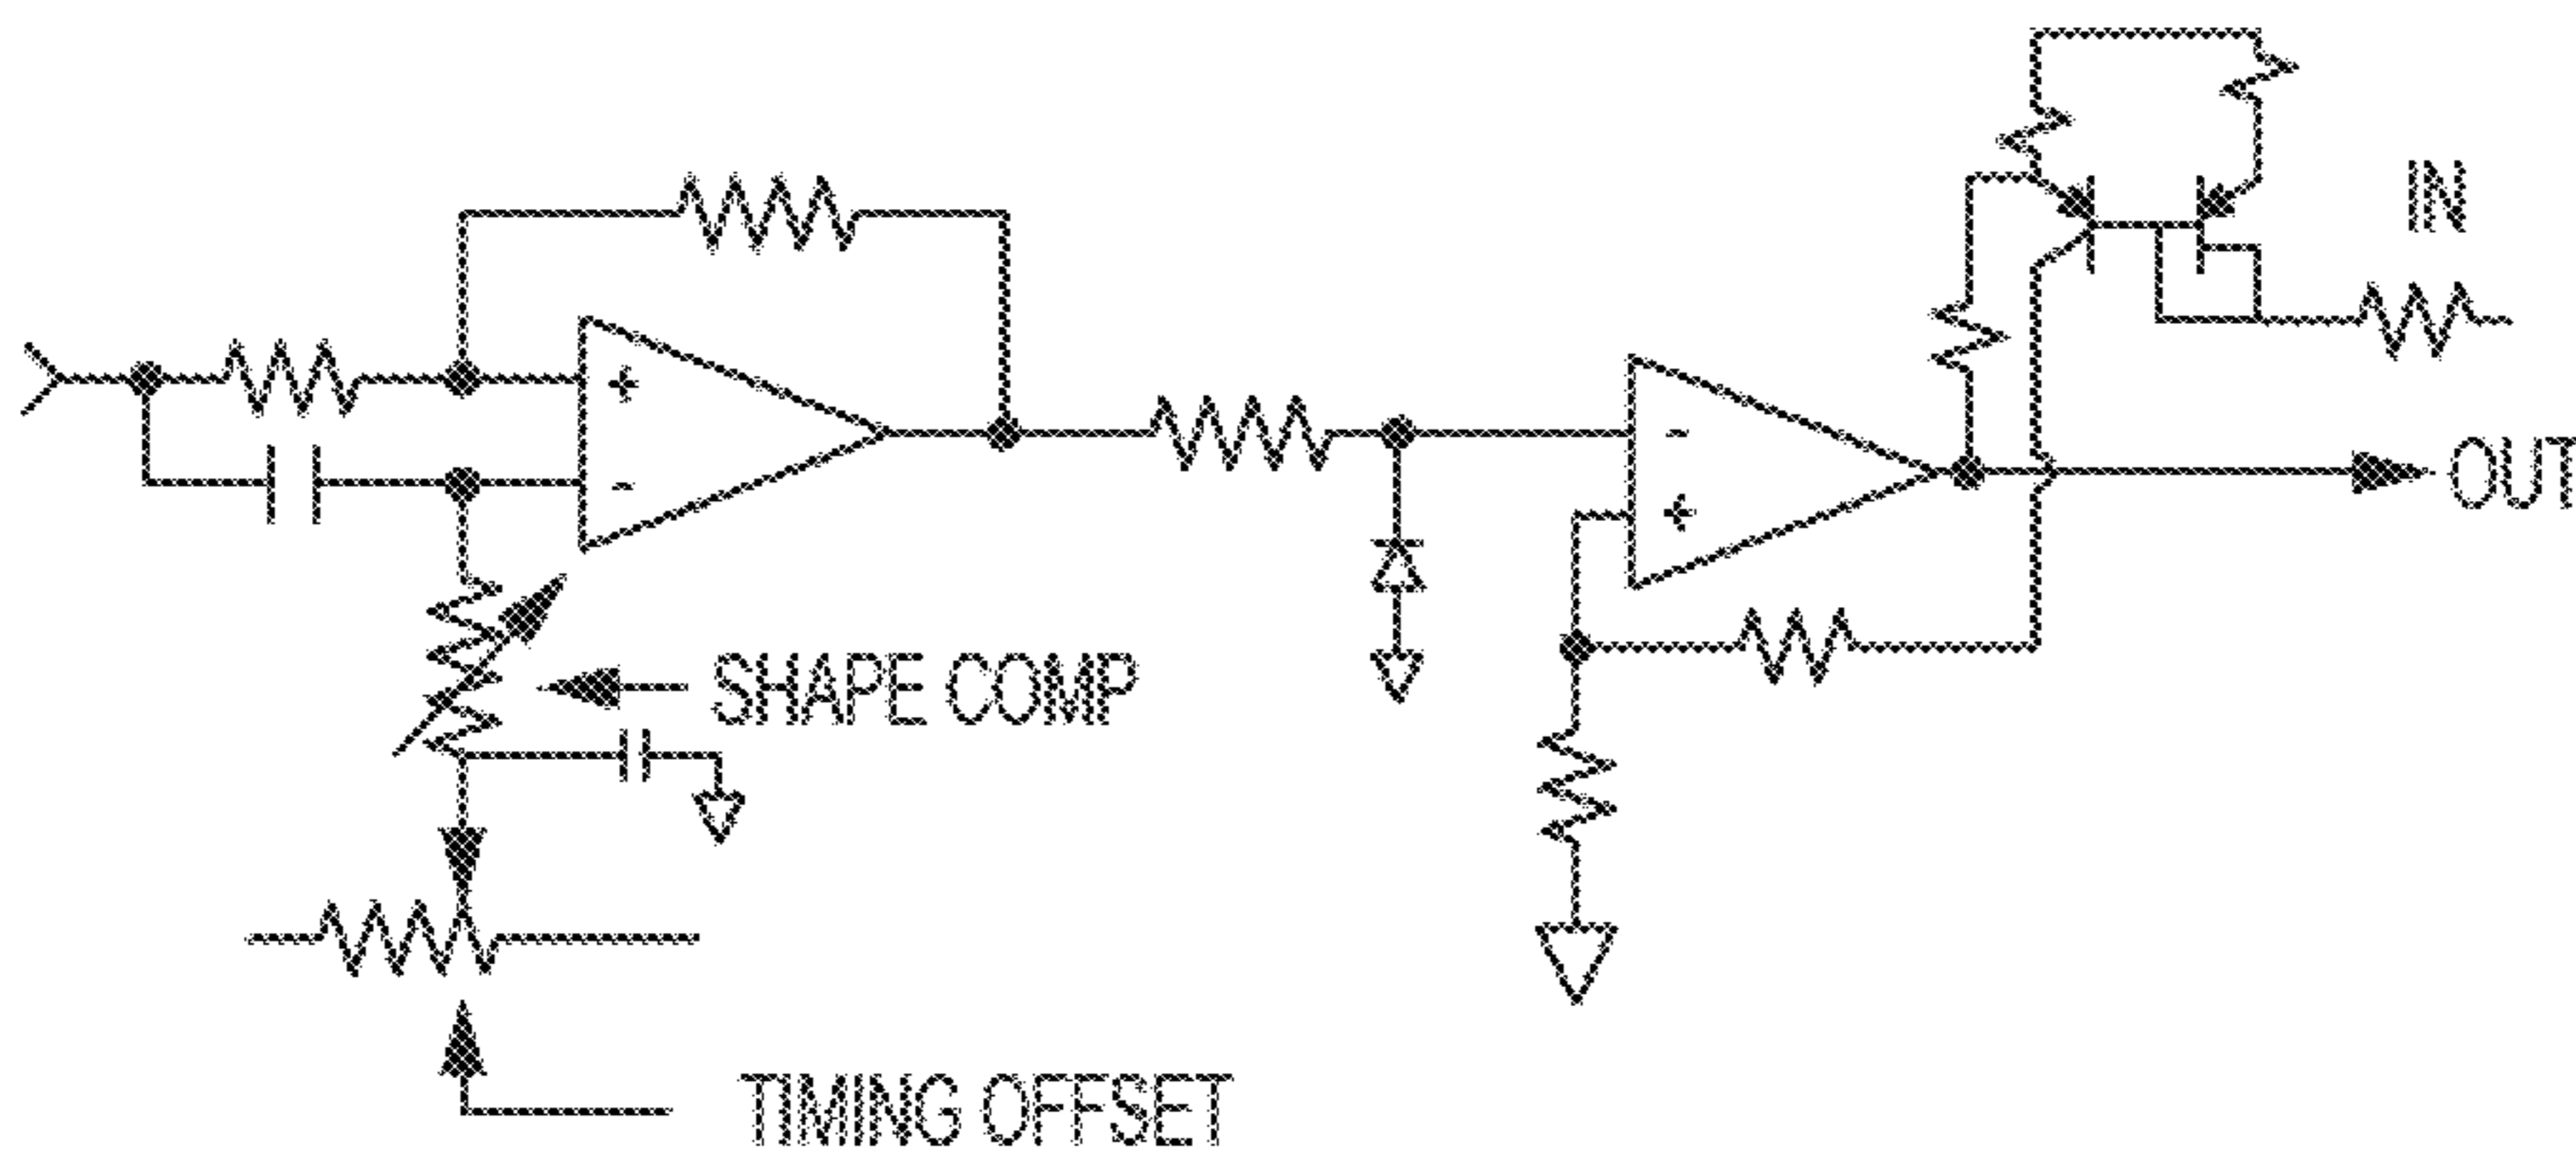 IN
+
-
-
+
OUT
SHAPE COMP
TIMING OFFSET